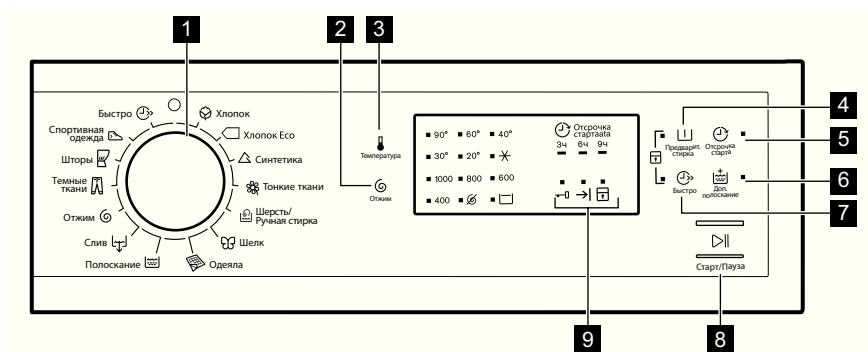 1
2
3
4
5
6
7
8
9
Быстро
Хлопок
Спортивная
одежда
Хлопок Eco
Шторы
Синтетика
Темные
ткани
Тонкие ткани
Отжим
Шерсть/
Ручная стирка
Слив
Шелк
Полоскание
Одеяла
Температура
Отжим
90° 60° 40°
30° 20°
1000 800 600
400
Отсрочка
стартаata
3ч 6ч 9ч
Предварит.
стирка
Отсрочка
старта
Быстро
Доп.
полоскание
Старт/Пауза